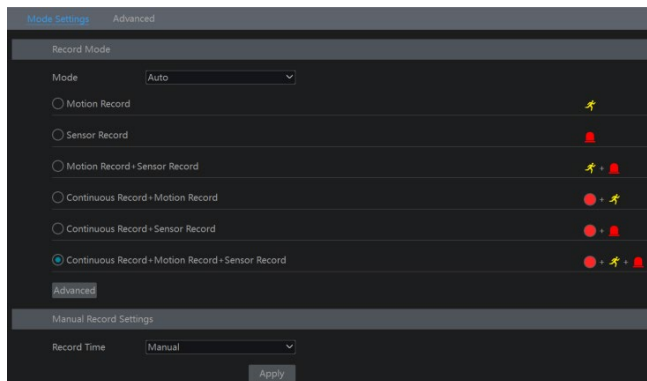 Mode Settings Advanced
Record Mode
Mode Auto
Motion Record
Sensor Record
Motion Record+Sensor Record
Continuous Record+Motion Record
Continuous Record+Sensor Record
Continuous Record+Motion Record+Sensor Record
Advanced
Manual Record Settings
Record Time Manual
Apply